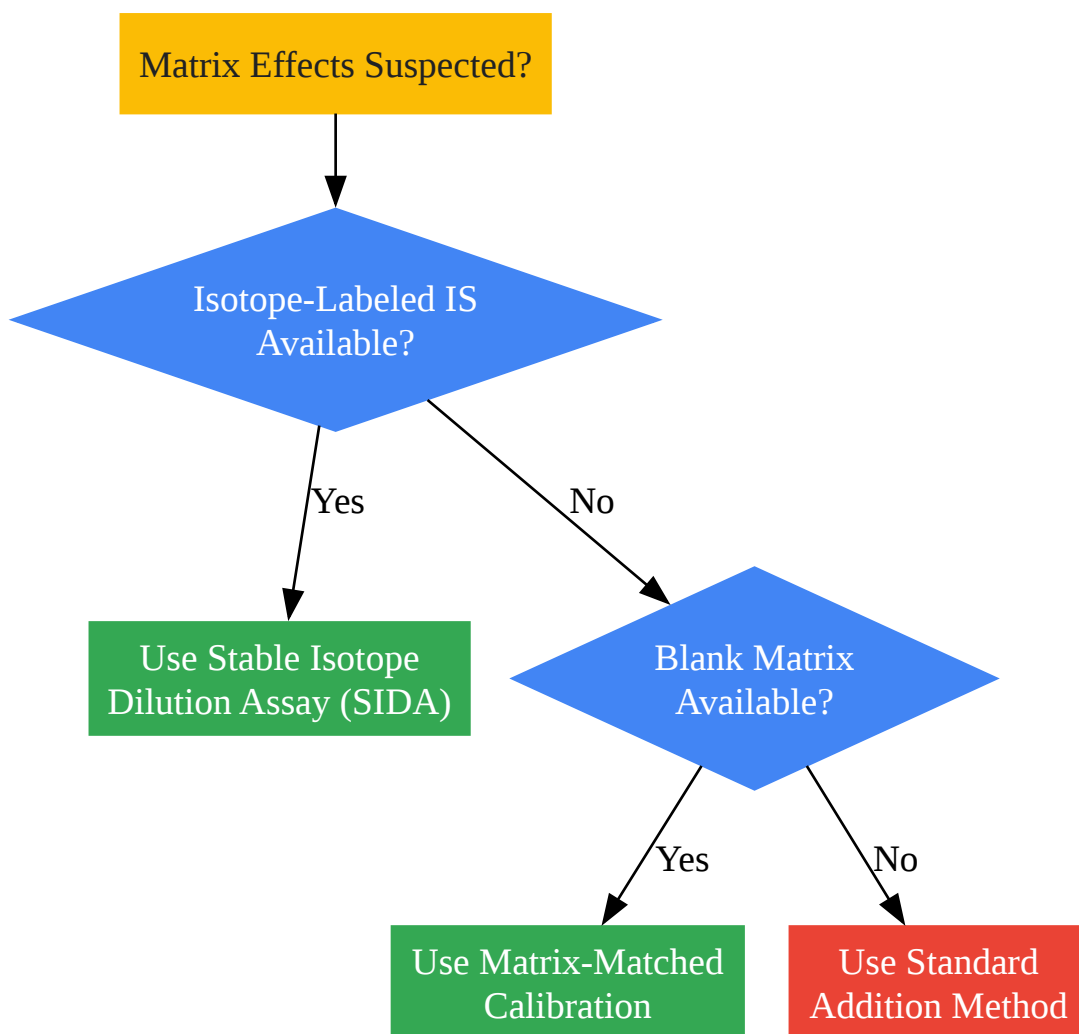 Matrix Effects Suspected?
Isotope-Labeled IS
Available?
Yes
No
Use Stable Isotope
Dilution Assay (SIDA)
Blank Matrix
Available?
Yes
No
Use Matrix-Matched
Calibration
Use Standard
Addition Method